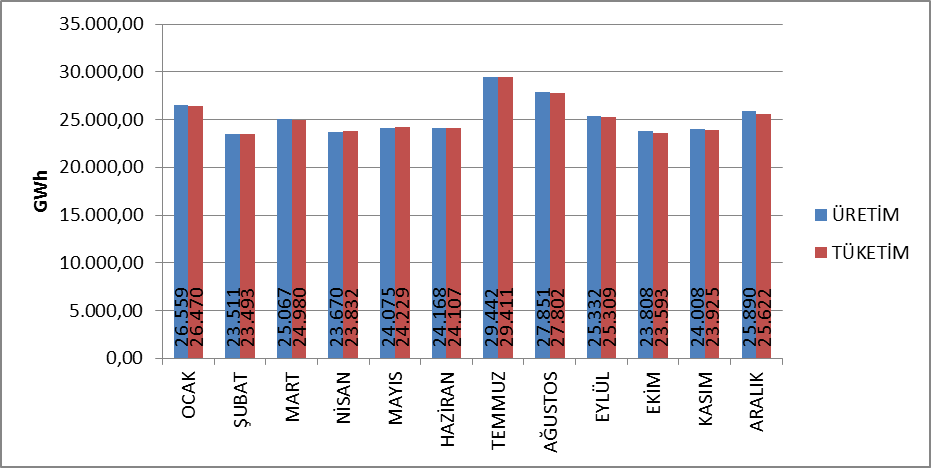 35.000,00
30.000,00
25.000,00
20.000,00
15.000,00
10.000,00
5.000,00
0,00
GWh
26.559
26.470
23.511
23.493
25.067
24.980
23.670
23.832
24.075
24.229
24.168
24.107
29.442
29.411
27.851
27.802
25.332
25.309
23.808
23.593
24.008
23.925
25.890
25.622
OCAK
ŞUBAT
MART
NİSAN
MAYIS
HAZİRAN
TEMMUZ
AĞUSTOS
EYLÜL
EKİM
KASIM
ARALIK
ÜRETİM
TÜKETİM